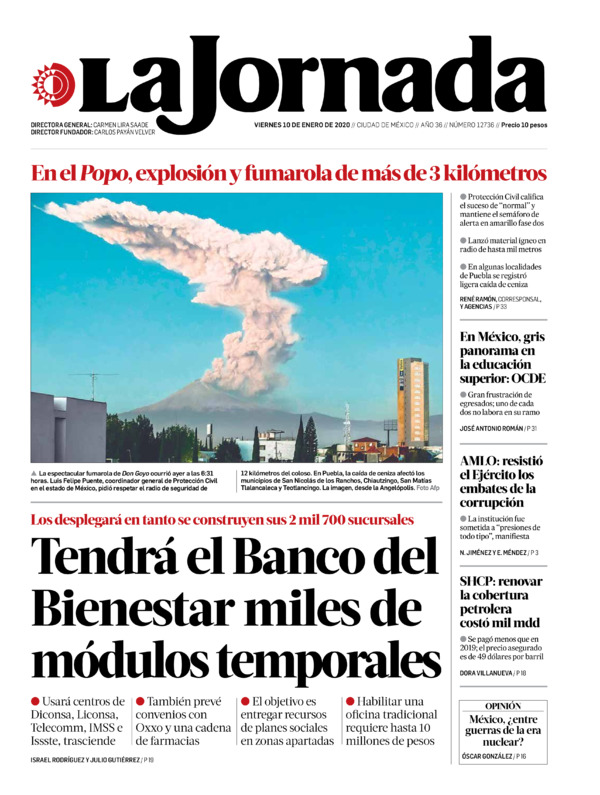 La Jornada
DIRECTORA GENERAL: CARMEN LIRA SAADE
DIRECTOR FUNDADOR: CARLOS PAYÁN VELVER
VIERNES 10 DE ENERO DE 2020 // CIUDAD DE MÉXICO // AÑO 36 // NÚMERO 12736 // Precio 10 pesos
En el Popo, explosión y fumarola de más de 3 kilómetros
▲ La espectacular fumarola de Don Goyo ocurrió ayer a las 6:31
horas. Luis Felipe Puente, coordinador general de Protección Civil
en el estado de México, pidió respetar el radio de seguridad de
12 kilómetros del coloso. En Puebla, la caída de ceniza afectó los
municipios de San Nicolás de los Ranchos, Chiautzingo, San Matías
Tlalancaleca y Teotlancingo. La imagen, desde la Angelópolis. Foto Afp
● Protección Civil califica
el suceso de "normal" y
mantiene el semáforo de
alerta en amarillo fase dos
● Lanzó material ígneo en
radio de hasta mil metros
● En algunas localidades
de Puebla se registró
ligera caída de ceniza
RENÉ RAMÓN, CORRESPONSAL,
Y AGENCIAS / P 33
En México, gris
panorama en
la educación
superior: OCDE
● Gran frustración de
egresados; uno de cada
dos no labora en su ramo
JOSÉ ANTONIO ROMÁN / P 31
AMLO: resistió
el Ejército los
embates de la
corrupción
● La institución fue
sometida a "presiones de
todo tipo", manifiesta
N. JIMÉNEZ Y E. MÉNDEZ / P 3
SHCP: renovar
la cobertura
petrolera
costó mil mdd
● Se pagó menos que en
2019; el precio asegurado
es de 49 dólares por barril
DORA VILLANUEVA / P 18
OPINIÓN
México, ¿entre
guerras de la era
nuclear?
ÓSCAR GONZÁLEZ / P 16
Los desplegará en tanto se construyen sus 2 mil 700 sucursales
Tendrá el Banco del
Bienestar miles de
módulos temporales
● Usará centros de
Diconsa, Liconsa,
Telecomm, IMSS e
Issste, trasciende
● También prevé
convenios con
Oxxo y una cadena
de farmacias
● El objetivo es
entregar recursos
de planes sociales
en zonas apartadas
● Habilitar una
oficina tradicional
requiere hasta 10
millones de pesos
ISRAEL RODRÍGUEZ Y JULIO GUTIÉRREZ / P 19